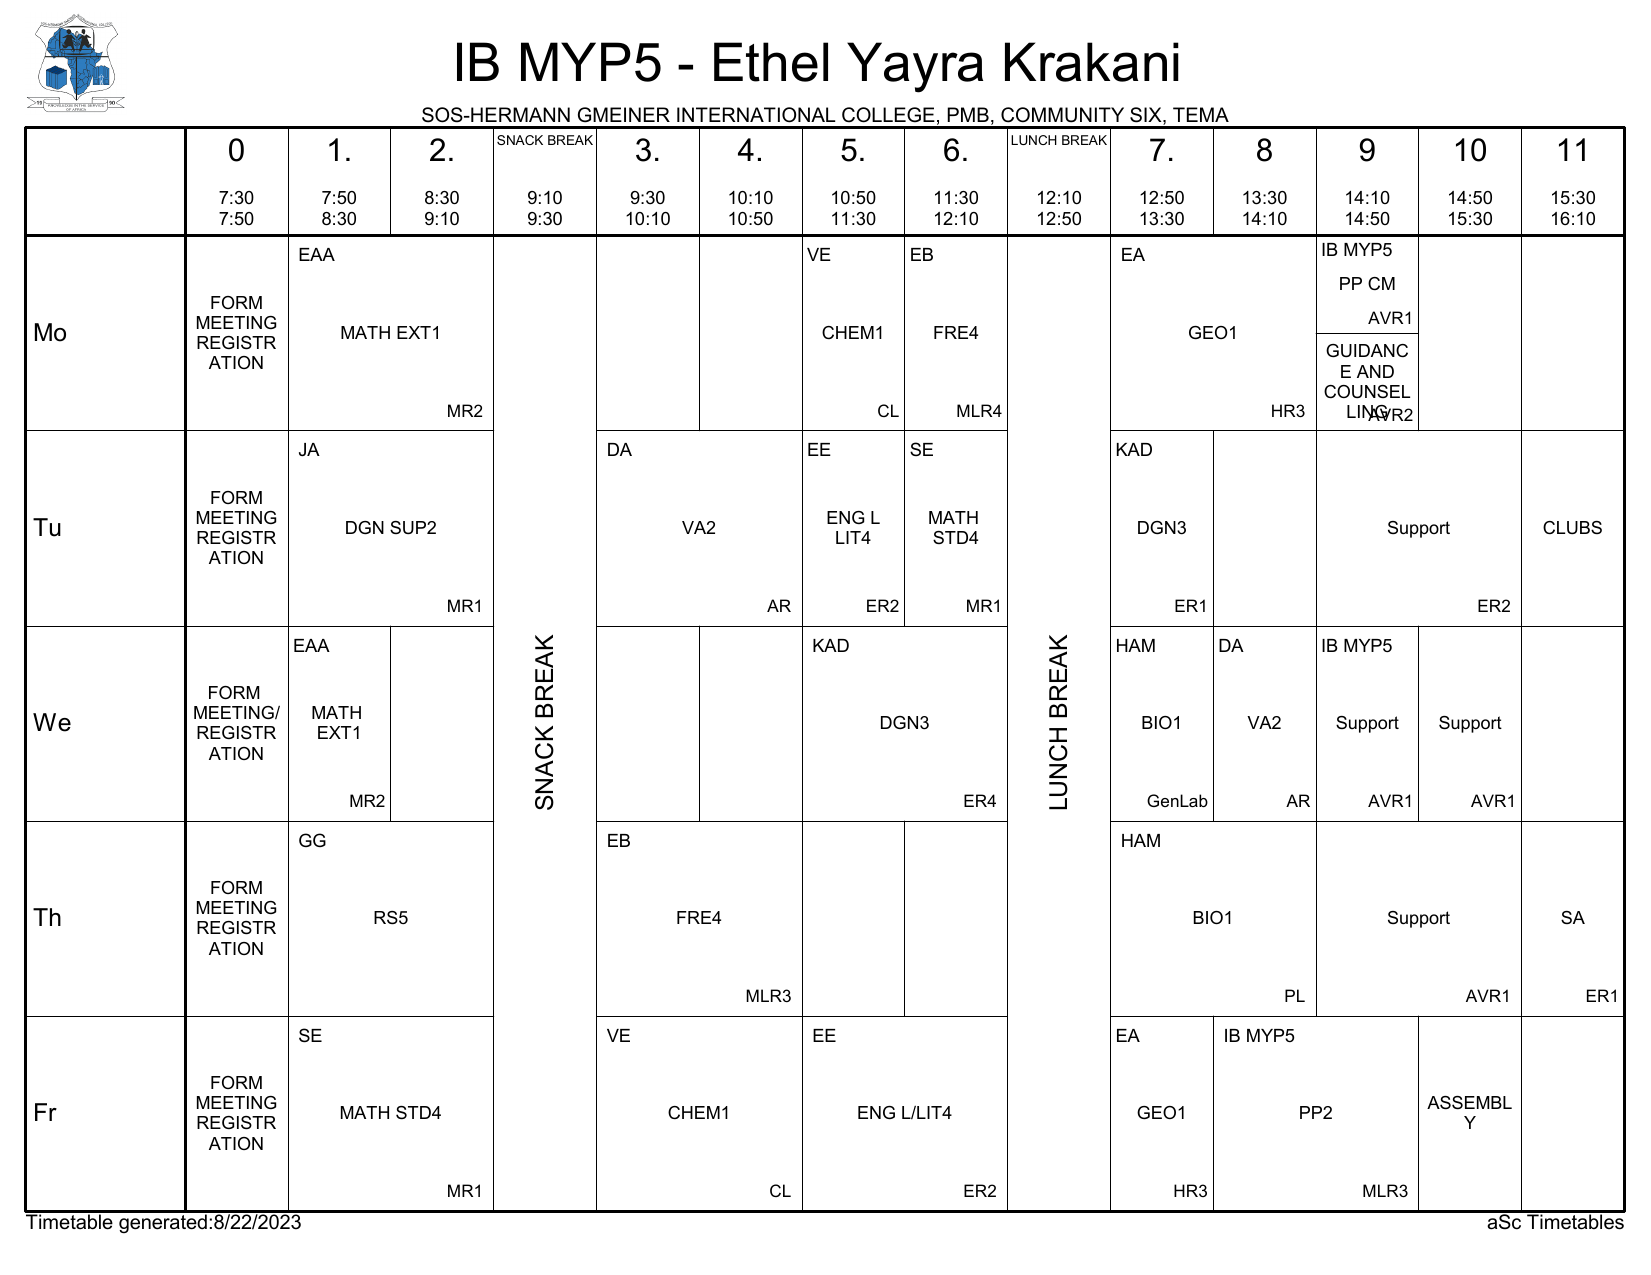 IB MYP5 - Ethel Yayra Krakani
SOS-HERMANN GMEINER INTERNATIONAL COLLEGE, PMB, COMMUNITY SIX, TEMA
19 90
KNOWLEDGE IN THE SERVICE
OF AFRICA
0 1. 2. SNACK BREAK 3. 4. 5. 6. LUNCH BREAK 7. 8 9 10 11
7:30 7:50 8:30 9:10 9:30 10:10 10:50 11:30 12:10 12:50 13:30 14:10 14:50 15:30
7:50 8:30 9:10 9:30 10:10 10:50 11:30 12:10 12:50 13:30 14:10 14:50 15:30 16:10
SNACK BREAK
LUNCH BREAK
Mo
FORM
MEETING
REGISTR
ATION
EAA
MATH EXT1
MR2
VE
CHEM1
CL
EB
FRE4
MLR4
EA
GEO1
HR3
IB MYP5
PP CM
AVR1
GUIDANC
E AND
COUNSEL
LING
AVR2
Tu
FORM
MEETING
REGISTR
ATION
JA
DGN SUP2
MR1
DA
VA2
AR
EE
ENG L
LIT4
ER2
SE
MATH
STD4
MR1
KAD
DGN3
ER1
Support
ER2
CLUBS
We
FORM
MEETING/
REGISTR
ATION
EAA
MATH
EXT1
MR2
KAD
DGN3
ER4
HAM
BIO1
GenLab
DA
VA2
AR
IB MYP5
Support
AVR1
Support
AVR1
Th
FORM
MEETING
REGISTR
ATION
GG
RS5
EB
FRE4
MLR3
HAM
BIO1
PL
Support
AVR1
SA
ER1
Fr
FORM
MEETING
REGISTR
ATION
SE
MATH STD4
MR1
VE
CHEM1
CL
EE
ENG L/LIT4
ER2
EA
GEO1
HR3
IB MYP5
PP2
MLR3
ASSEMBL
Y
Timetable generated:8/22/2023
aSc Timetables